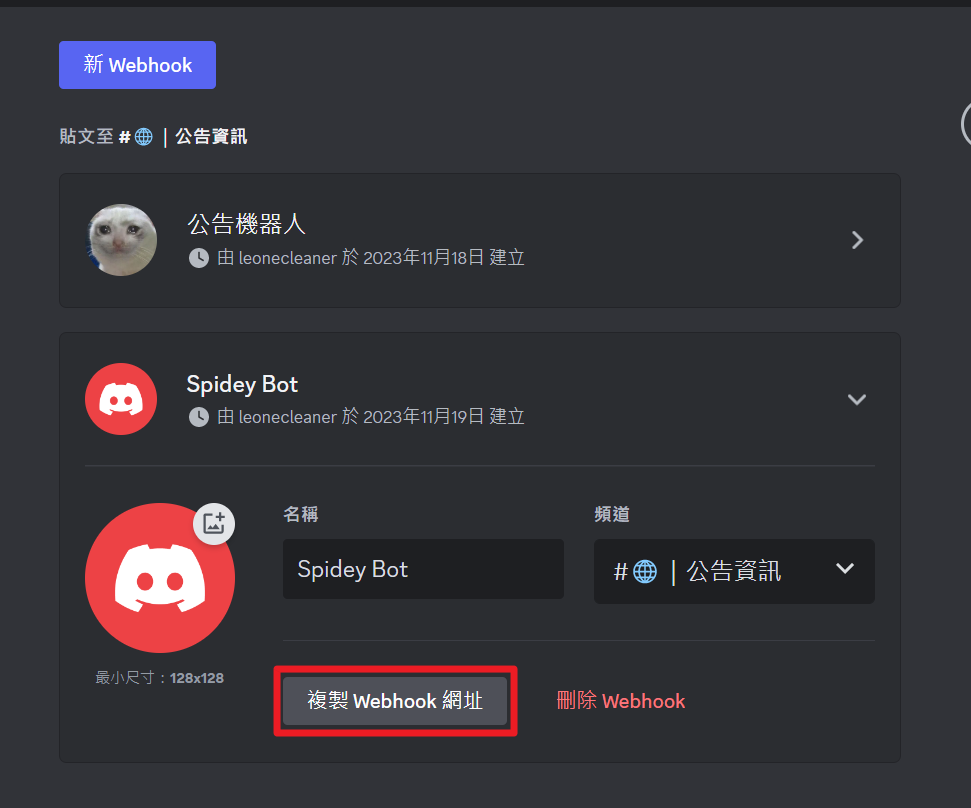 新 Webhook
貼文至 #🌐｜公告資訊
公告機器人
由 leonecleaner 於 2023年11月18日 建立
Spidey Bot
由 leonecleaner 於 2023年11月19日 建立
名稱
頻道
Spidey Bot
#🌐｜公告資訊
最小尺寸：128x128
複製 Webhook 網址
刪除 Webhook